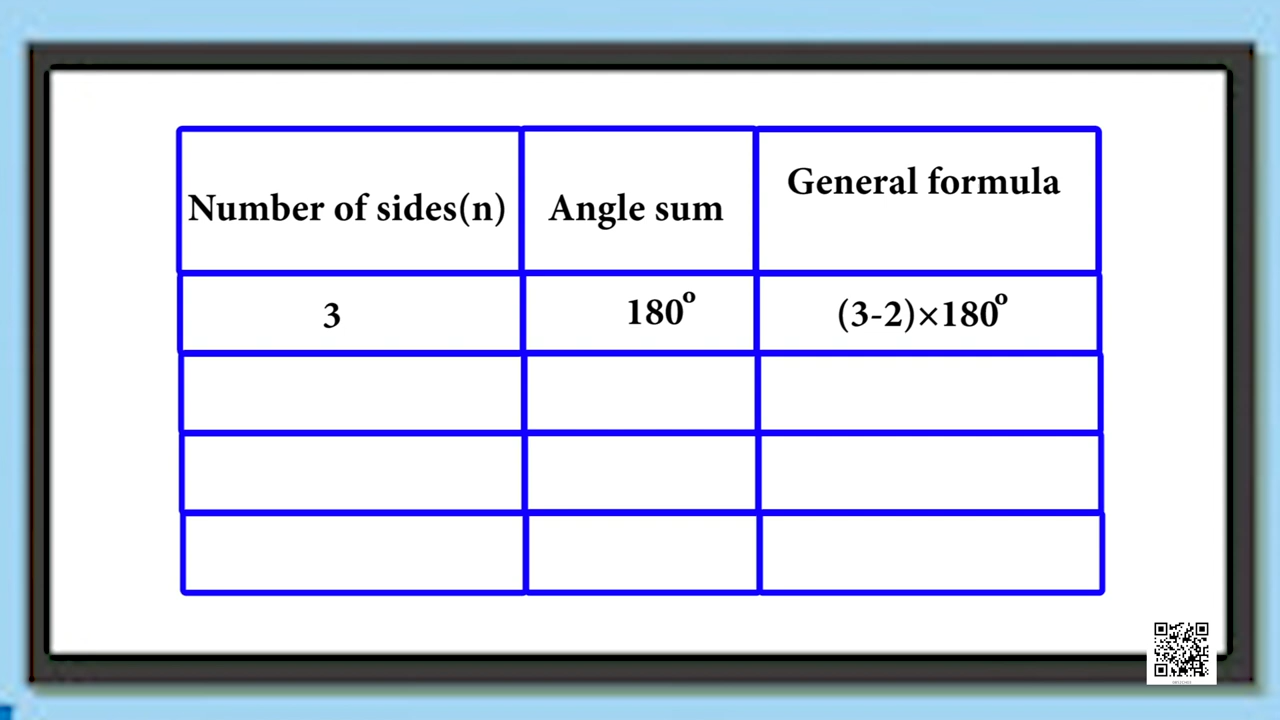 Number of sides(n) Angle sum General formula
3 180° (3-2)×180°